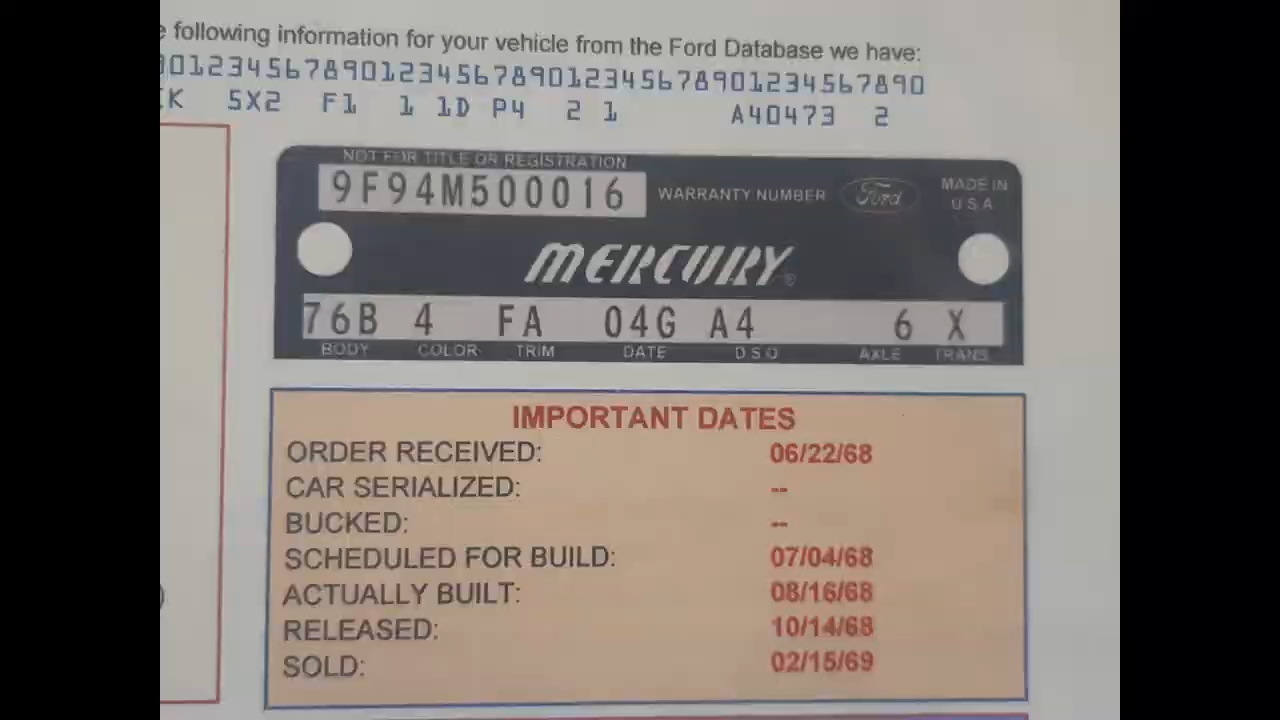 following information for your vehicle from the Ford Database we have:
01234567890123456789012345678901234567890
K 5X2 F1 1 1D P4 2 1 A40473 2
NOT FOR TITLE OR REGISTRATION
9F94M500016 WARRANTY NUMBER Ford MADE IN U S A
MERCURY®
76B 4 FA 04G A4 6 X
BODY COLOR TRIM DATE D S O AXLE TRANS
IMPORTANT DATES
ORDER RECEIVED: 06/22/68
CAR SERIALIZED: --
BUCKED: --
SCHEDULED FOR BUILD: 07/04/68
ACTUALLY BUILT: 08/16/68
RELEASED: 10/14/68
SOLD: 02/15/69